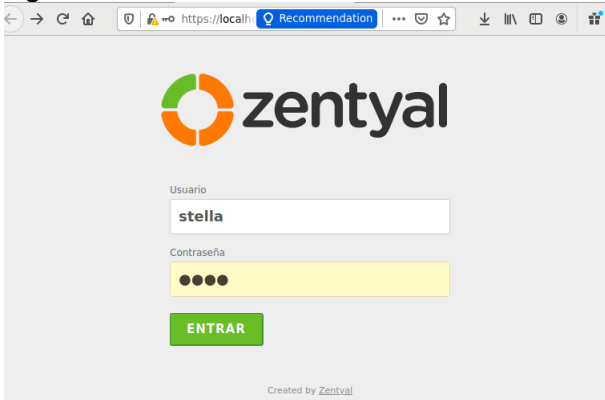 https://localh
Recommendation
zentyal
Usuario
stella
Contraseña
ENTRAR
Created by Zentyal